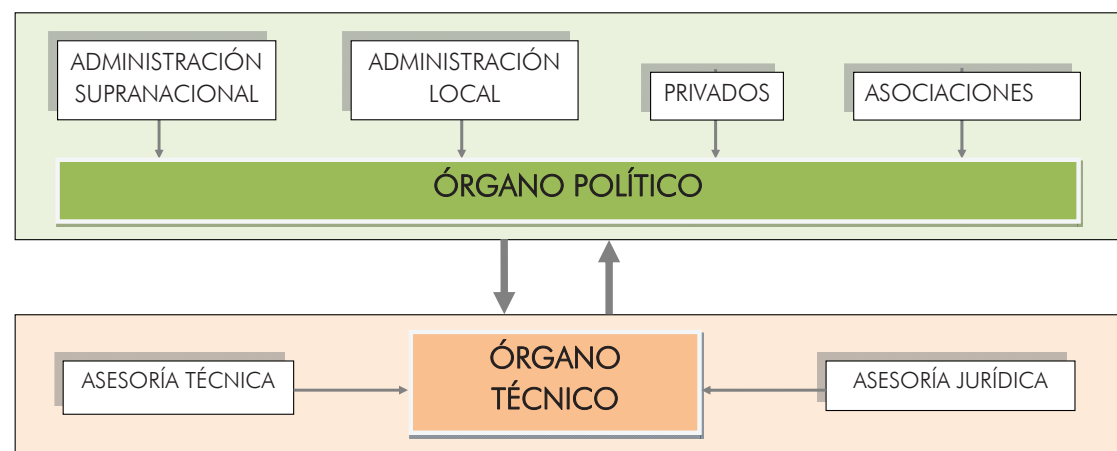 ADMINISTRACIÓN
SUPRANACIONAL
ADMINISTRACIÓN
LOCAL
PRIVADOS
ASOCIACIONES
ÓRGANO POLÍTICO
ÓRGANO
TÉCNICO
ASESORÍA TÉCNICA
ASESORÍA JURÍDICA